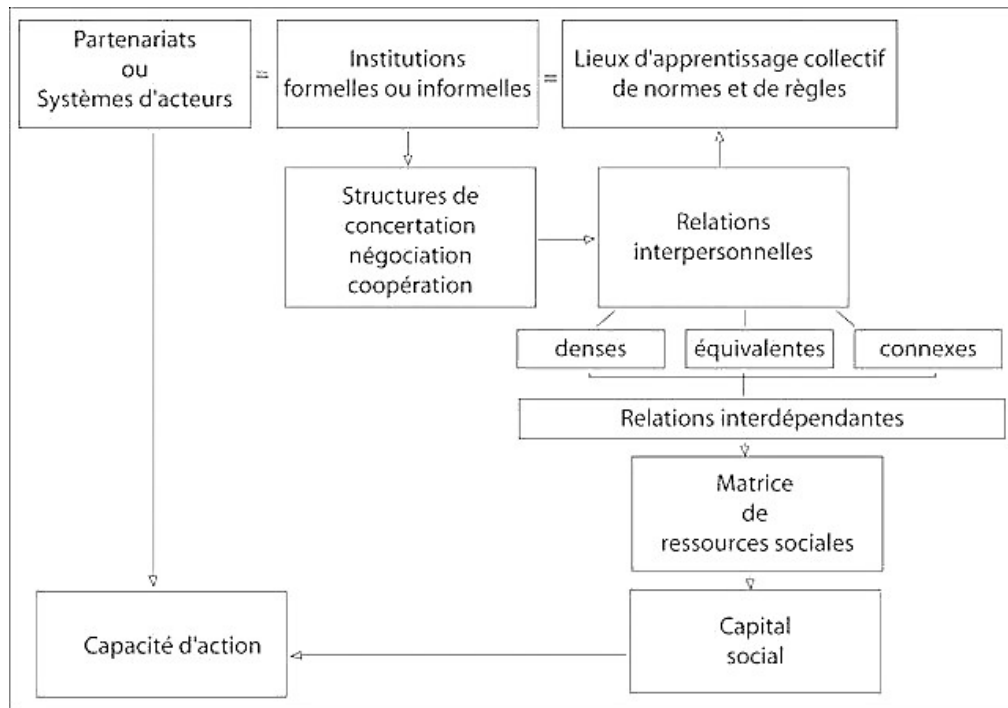 Partenariats
ou
Systèmes d'acteurs
=
Institutions
formelles ou informelles
=
Lieux d'apprentissage collectif
de normes et de règles
Structures de
concertation
négociation
coopération
Relations
interpersonnelles
denses
équivalentes
connexes
Relations interdépendantes
Matrice
de
ressources sociales
Capital
social
Capacité d'action